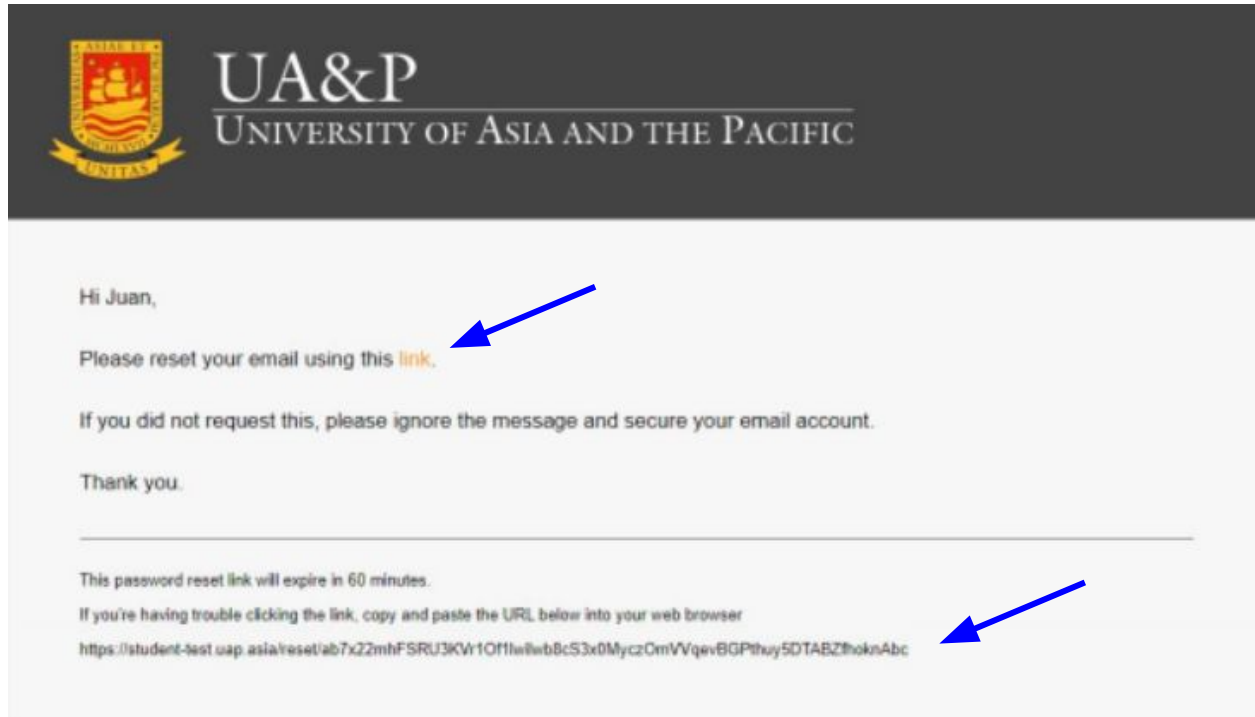 ASIAE ET
UNITAS
UA&P
UNIVERSITY OF ASIA AND THE PACIFIC
Hi Juan,
Please reset your email using this link.
If you did not request this, please ignore the message and secure your email account.
Thank you.
This password reset link will expire in 60 minutes.
If you're having trouble clicking the link, copy and paste the URL below into your web browser